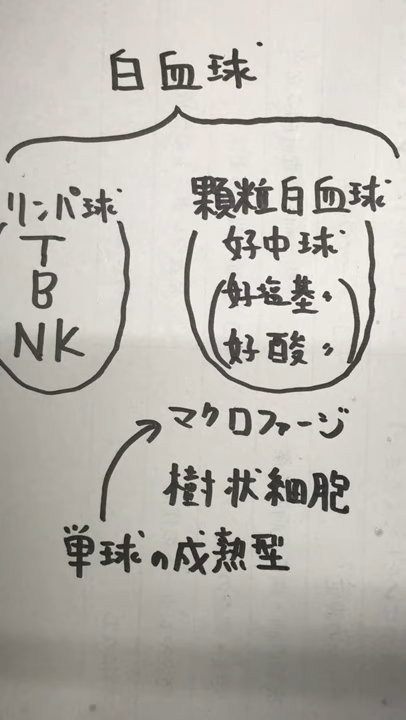 白血球
リンパ球
T
B
NK
顆粒白血球
好中球
(好塩基〃
好酸〃)
マクロファージ
樹状細胞
単球の成熟型